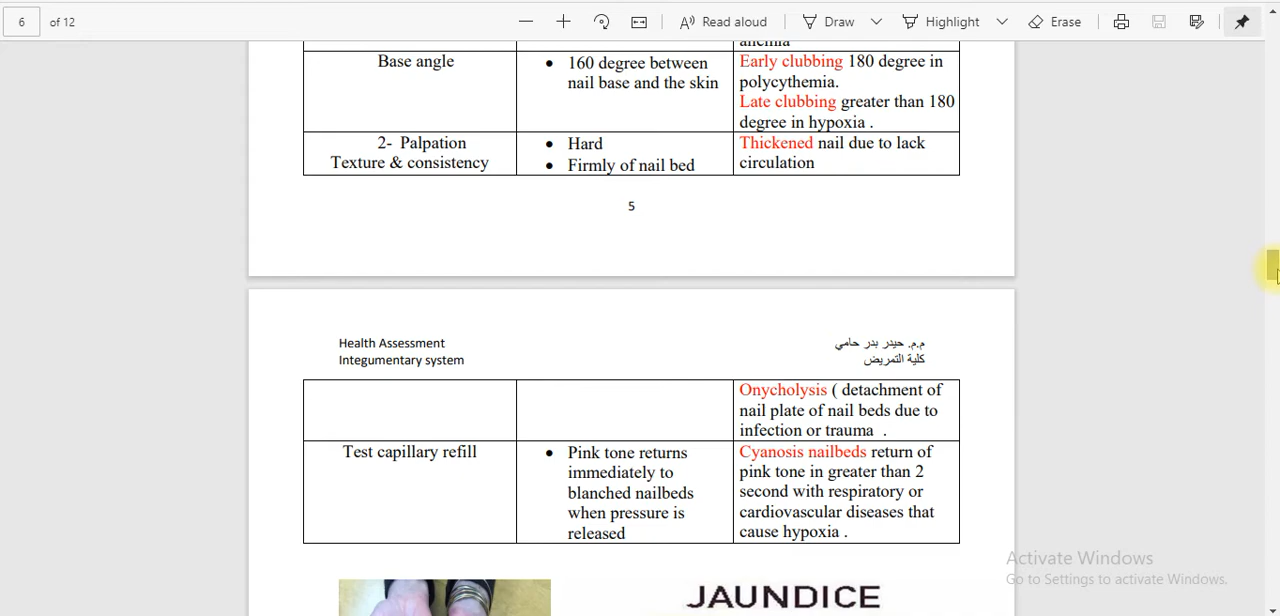 6 of 12
Read aloud
Draw
Highlight
Erase
anemia
Base angle
• 160 degree between
nail base and the skin
Early clubbing 180 degree in
polycythemia.
Late clubbing greater than 180
degree in hypoxia .
2- Palpation
Texture & consistency
• Hard
• Firmly of nail bed
Thickened nail due to lack
circulation
5
Health Assessment
Integumentary system
م.م. حيدر بدر حامي
كلية التمريض
Onycholysis ( detachment of
nail plate of nail beds due to
infection or trauma .
Test capillary refill
• Pink tone returns
immediately to
blanched nailbeds
when pressure is
released
Cyanosis nailbeds return of
pink tone in greater than 2
second with respiratory or
cardiovascular diseases that
cause hypoxia .
Activate Windows
Go to Settings to activate Windows.
JAUNDICE